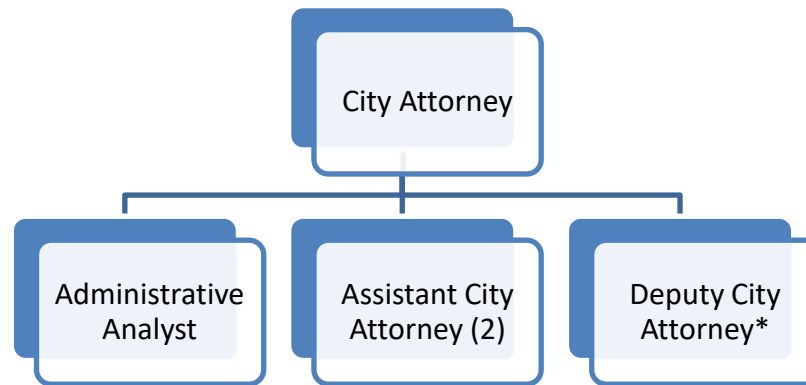 City Attorney
Administrative
Analyst
Assistant City
Attorney (2)
Deputy City
Attorney*